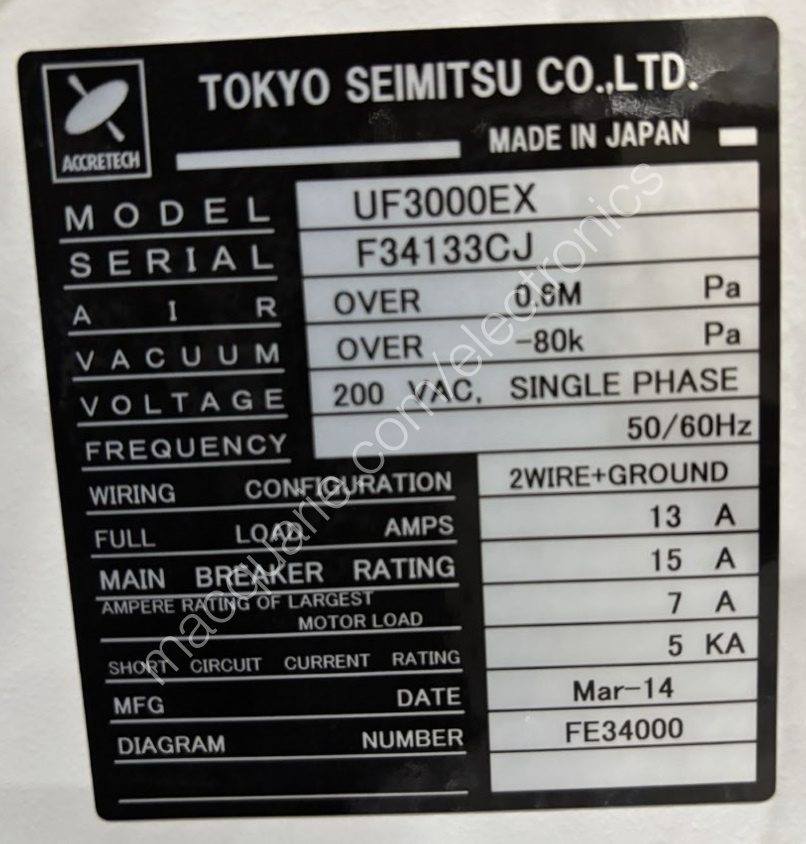 TOKYO SEIMITSU CO.,LTD.
ACCRETECH
MADE IN JAPAN
MODEL UF3000EX
SERIAL F34133CJ
AIR OVER 0.6M Pa
VACUUM OVER -80k Pa
VOLTAGE 200 VAC, SINGLE PHASE
FREQUENCY 50/60Hz
WIRING CONFIGURATION 2WIRE+GROUND
FULL LOAD AMPS 13 A
MAIN BREAKER RATING 15 A
AMPERE RATING OF LARGEST
MOTOR LOAD 7 A
SHORT CIRCUIT CURRENT RATING 5 KA
MFG DATE Mar-14
DIAGRAM NUMBER FE34000
macquarie.com/electronics